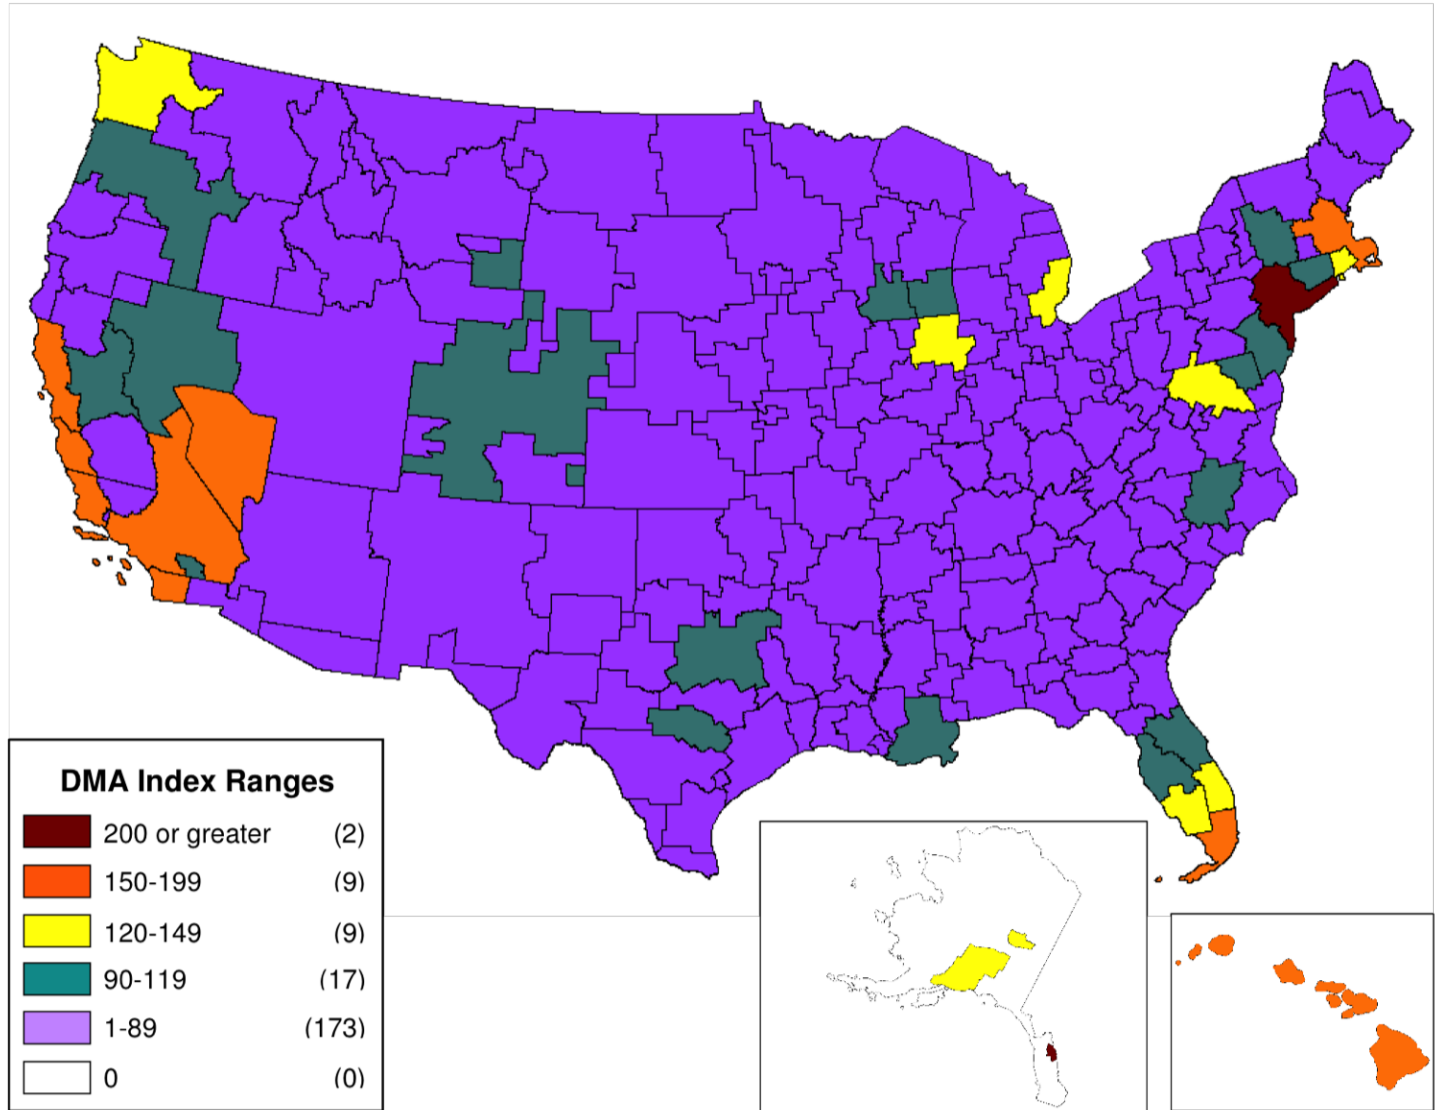 DMA Index Ranges
200 or greater (2)
150-199 (9)
120-149 (9)
90-119 (17)
1-89 (173)
0 (0)